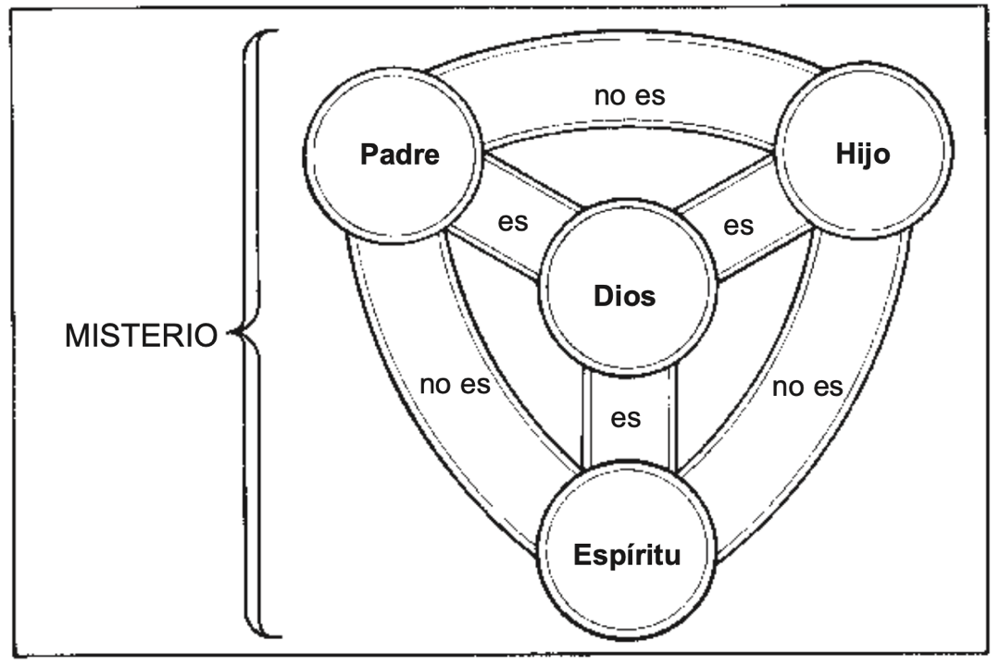 no es
Padre
Hijo
es
es
Dios
MISTERIO
no es
no es
es
Espíritu